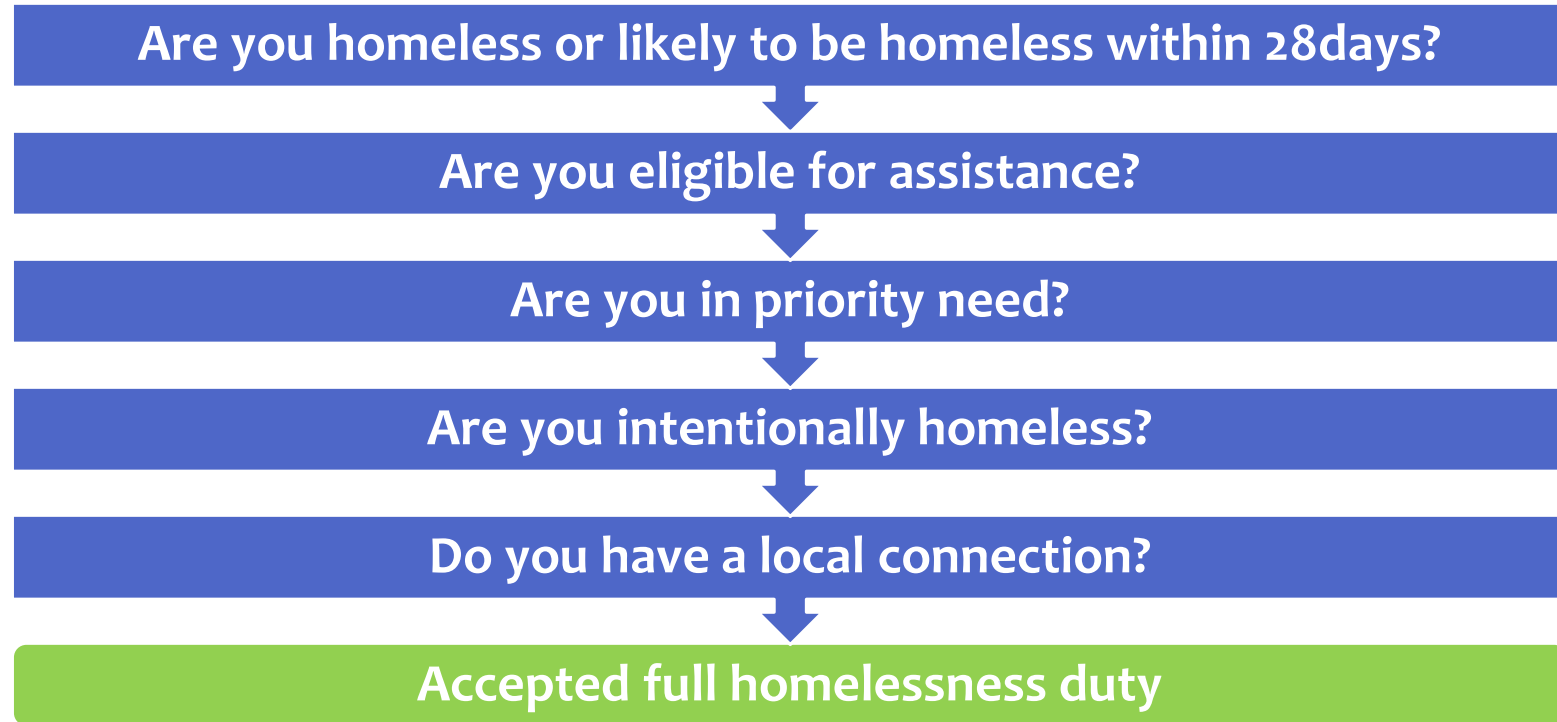 Are you homeless or likely to be homeless within 28days?
Are you eligible for assistance?
Are you in priority need?
Are you intentionally homeless?
Do you have a local connection?
Accepted full homelessness duty